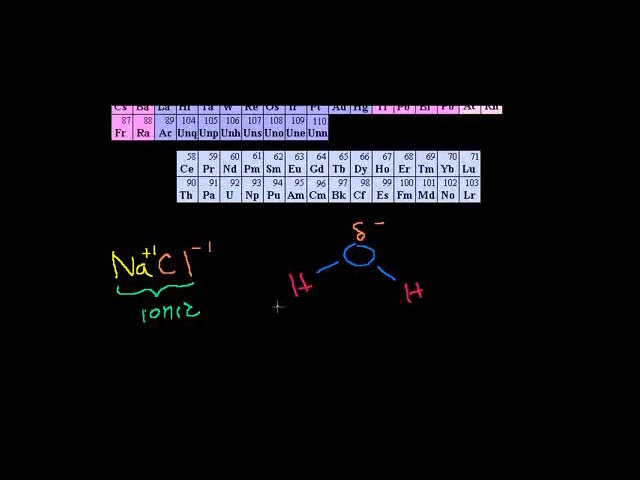 87 88 89 104 105 106 107 108 109 110
Fr Ra Ac Unq Unp Unh Uns Uno Une Unn
58 59 60 61 62 63 64 65 66 67 68 69 70 71
Ce Pr Nd Pm Sm Eu Gd Tb Dy Ho Er Tm Yb Lu
90 91 92 93 94 95 96 97 98 99 100 101 102 103
Th Pa U Np Pu Am Cm Bk Cf Es Fm Md No Lr
δ −
Na+1 Cl−1
O
H H
ionic